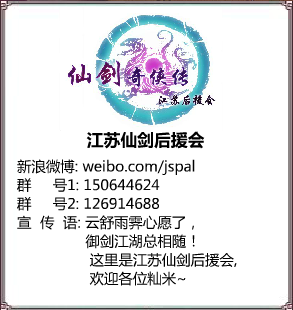 仙剑奇侠传
江苏后援会
江苏仙剑后援会
新浪微博: weibo.com/jspal
群 号1: 150644624
群 号2: 126914688
宣 传 语: 云舒雨霁心愿了，
御剑江湖总相随！
这里是江苏仙剑后援会,
欢迎各位籼米~